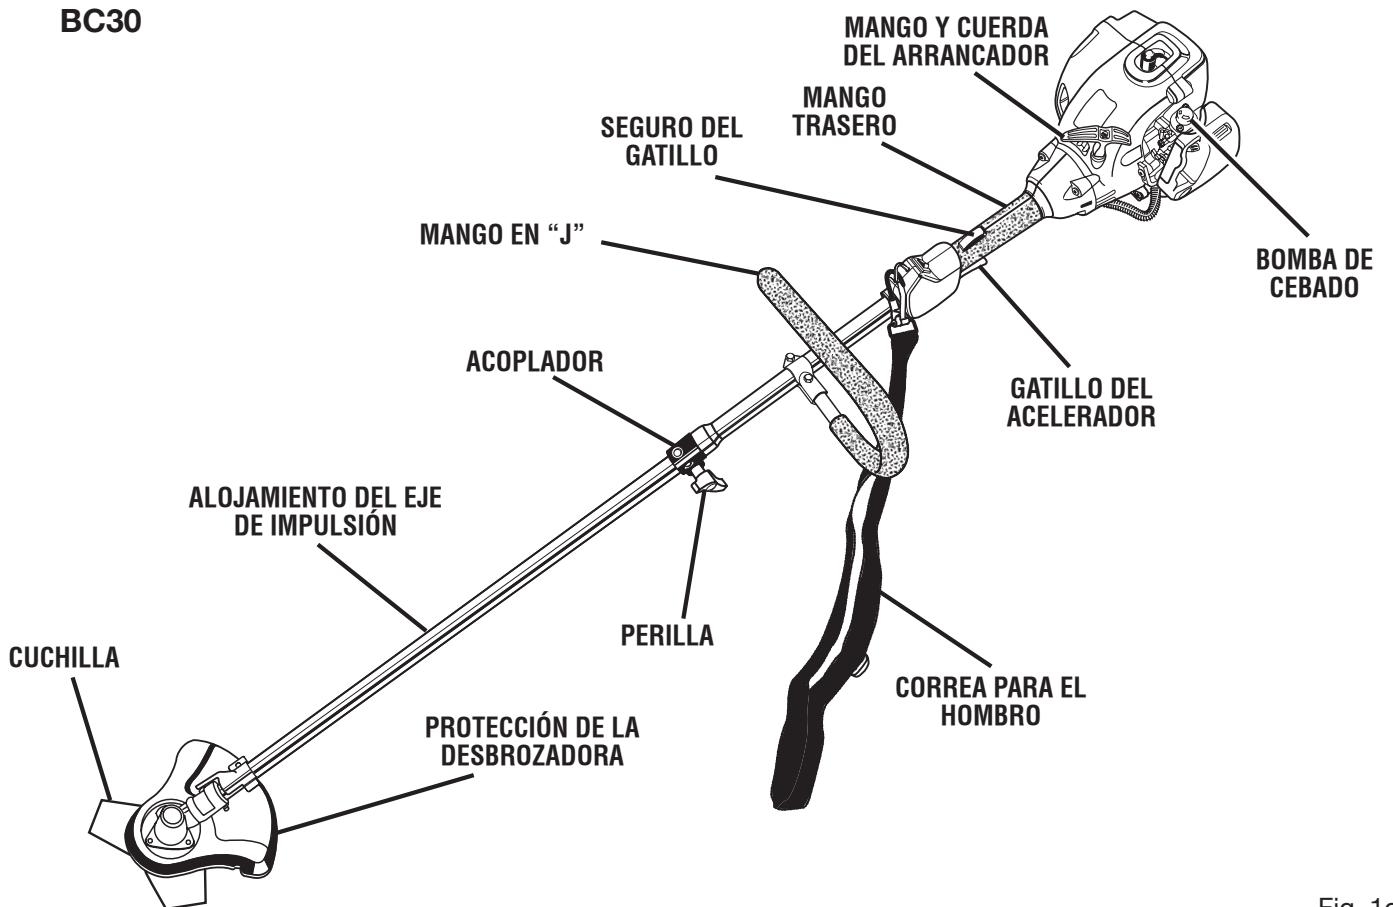 BC30
MANGO Y CUERDA
DEL ARRANCADOR
MANGO
TRASERO
SEGURO DEL
GATILLO
MANGO EN “J”
BOMBA DE
CEBADO
ACOPLADOR
GATILLO DEL
ACELERADOR
ALOJAMIENTO DEL EJE
DE IMPULSIÓN
PERILLA
CUCHILLA
CORREA PARA EL
HOMBRO
PROTECCIÓN DE LA
DESBROZADORA
Fig.